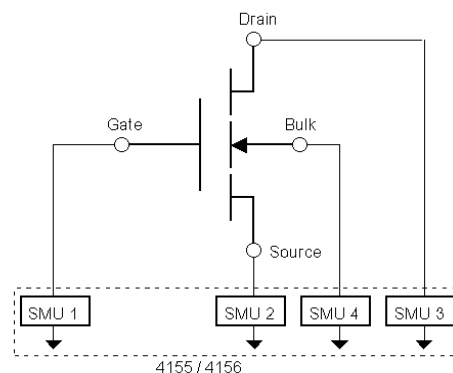 Drain
Gate
Bulk
Source
SMU 1
SMU 2
SMU 4
SMU 3
4155 / 4156